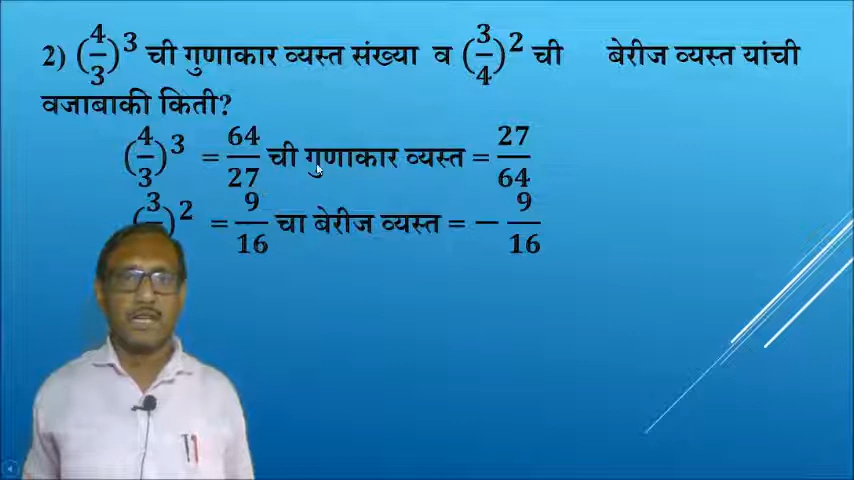 2) (4/3)^3 ची गुणाकार व्यस्त संख्या व (3/4)^2 ची बेरीज व्यस्त यांची
वजाबाकी किती?
(4/3)^3 = 64/27 ची गुणाकार व्यस्त = 27/64
(3/)^2 = 9/16 चा बेरीज व्यस्त = − 9/16